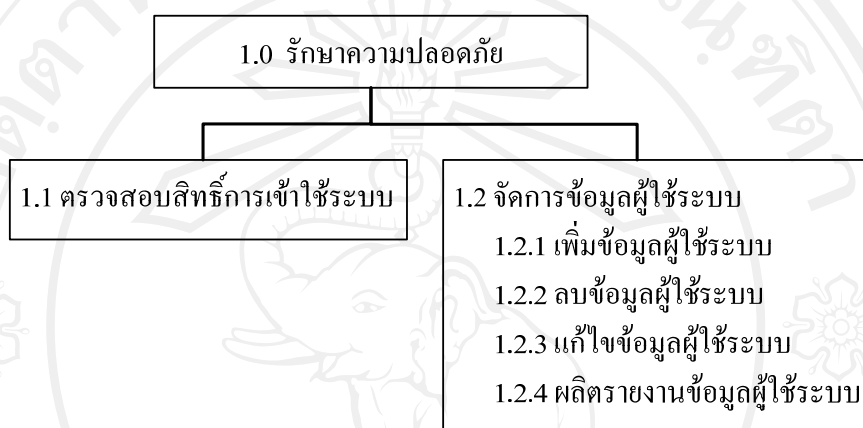 1.0 รักษาความปลอดภัย
1.1 ตรวจสอบสิทธิ์การเข้าใช้ระบบ
1.2 จัดการข้อมูลผู้ใช้ระบบ
1.2.1 เพิ่มข้อมูลผู้ใช้ระบบ
1.2.2 ลบข้อมูลผู้ใช้ระบบ
1.2.3 แก้ไขข้อมูลผู้ใช้ระบบ
1.2.4 ผลิตรายงานข้อมูลผู้ใช้ระบบ